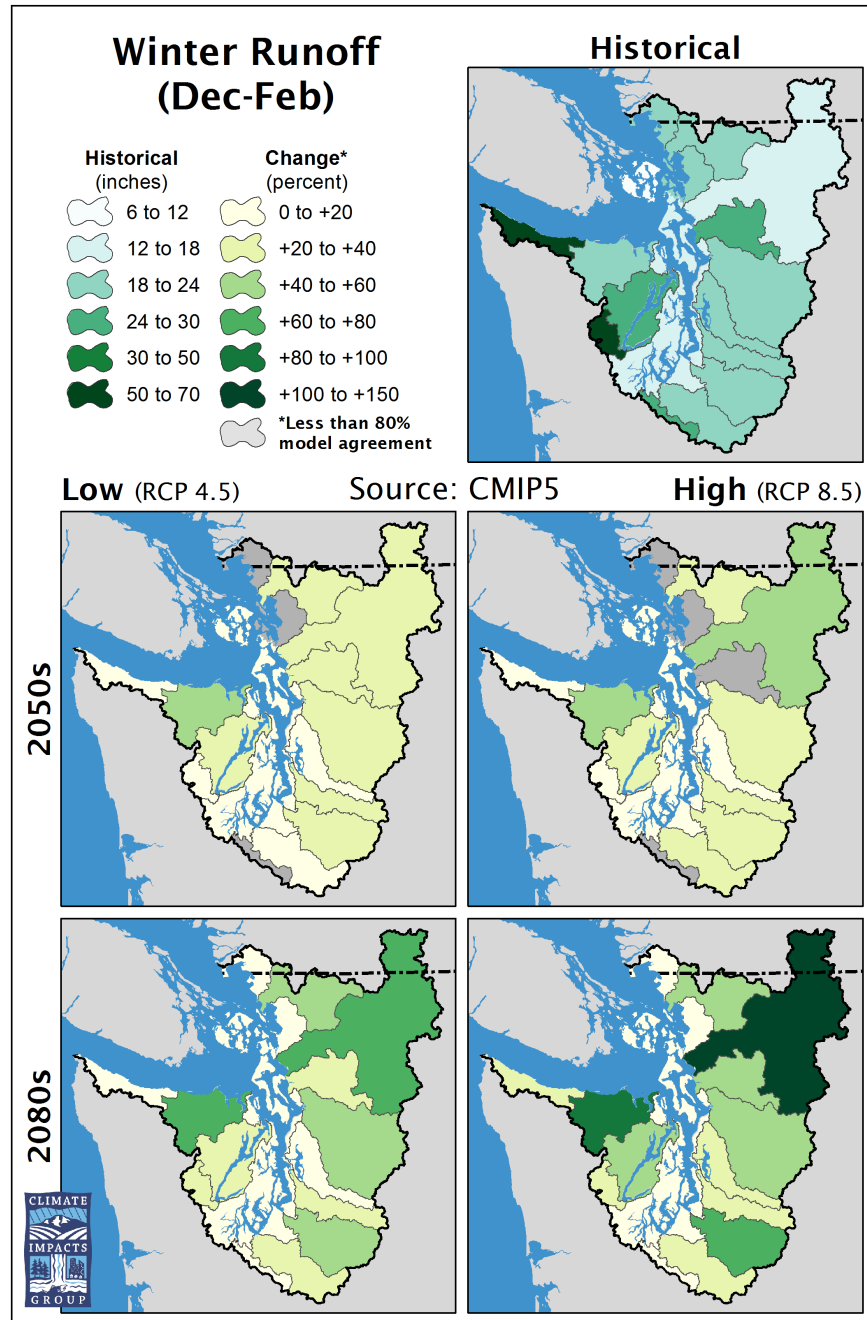 Winter Runoff
(Dec-Feb)
Historical
Historical
(inches)
6 to 12
12 to 18
18 to 24
24 to 30
30 to 50
50 to 70
Change*
(percent)
0 to +20
+20 to +40
+40 to +60
+60 to +80
+80 to +100
+100 to +150
*Less than 80%
model agreement
Low (RCP 4.5)
Source: CMIP5
High (RCP 8.5)
2050s
2080s
CLIMATE
IMPACTS
GROUP